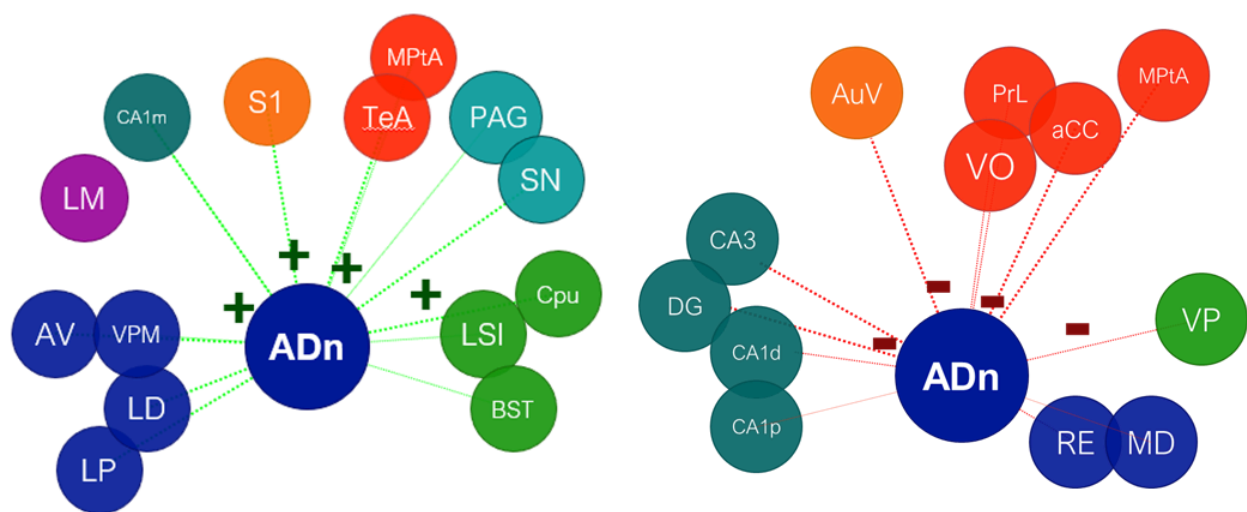 MPtA
S1
TeA
CA1m
PAG
SN
LM
+
+
+
+
Cpu
AV
VPM
ADn
LSI
LD
BST
LP
MPtA
AuV
PrL
aCC
VO
CA3
-
-
DG
-
-
VP
CA1d
ADn
CA1p
RE
MD